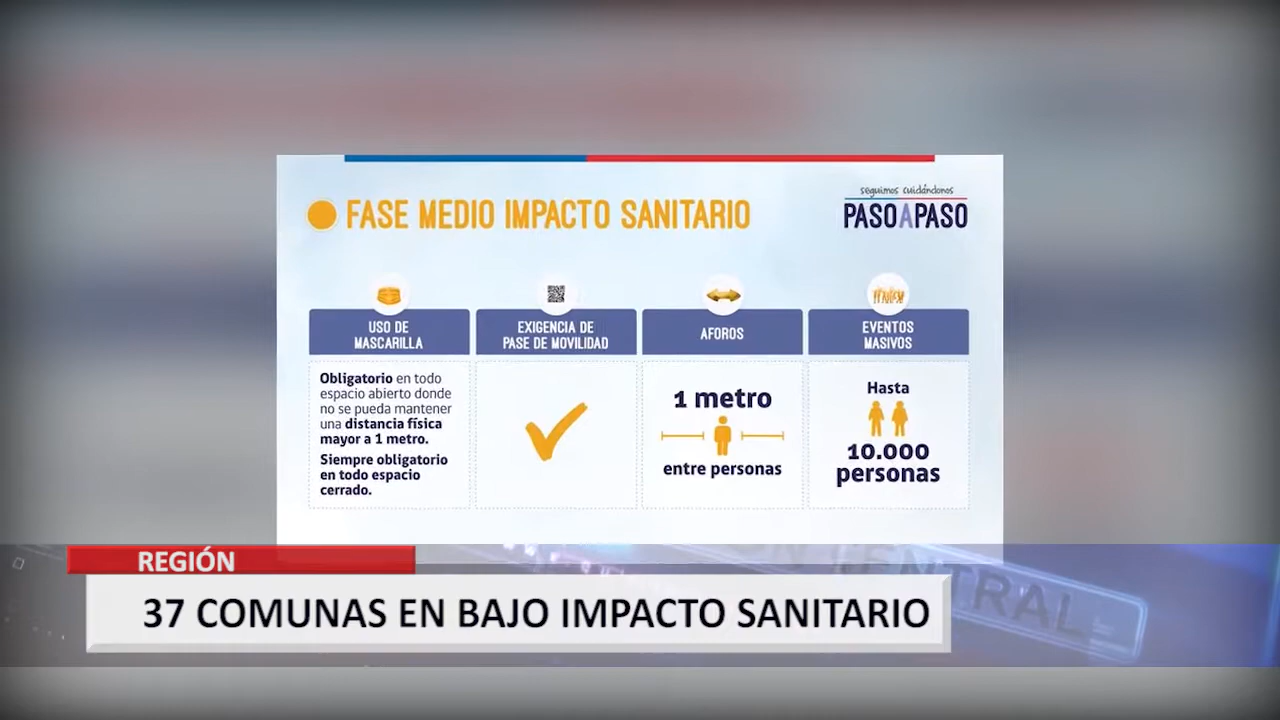 seguimos cuidándonos
FASE MEDIO IMPACTO SANITARIO
PASOAPASO
USO DE
MASCARILLA
EXIGENCIA DE
PASE DE MOVILIDAD
AFOROS
EVENTOS
MASIVOS
Obligatorio en todo
espacio abierto donde
no se pueda mantener
una distancia física
mayor a 1 metro.
Siempre obligatorio
en todo espacio
cerrado.
1 metro
entre personas
Hasta
10.000
personas
REGIÓN
CENTRAL
37 COMUNAS EN BAJO IMPACTO SANITARIO